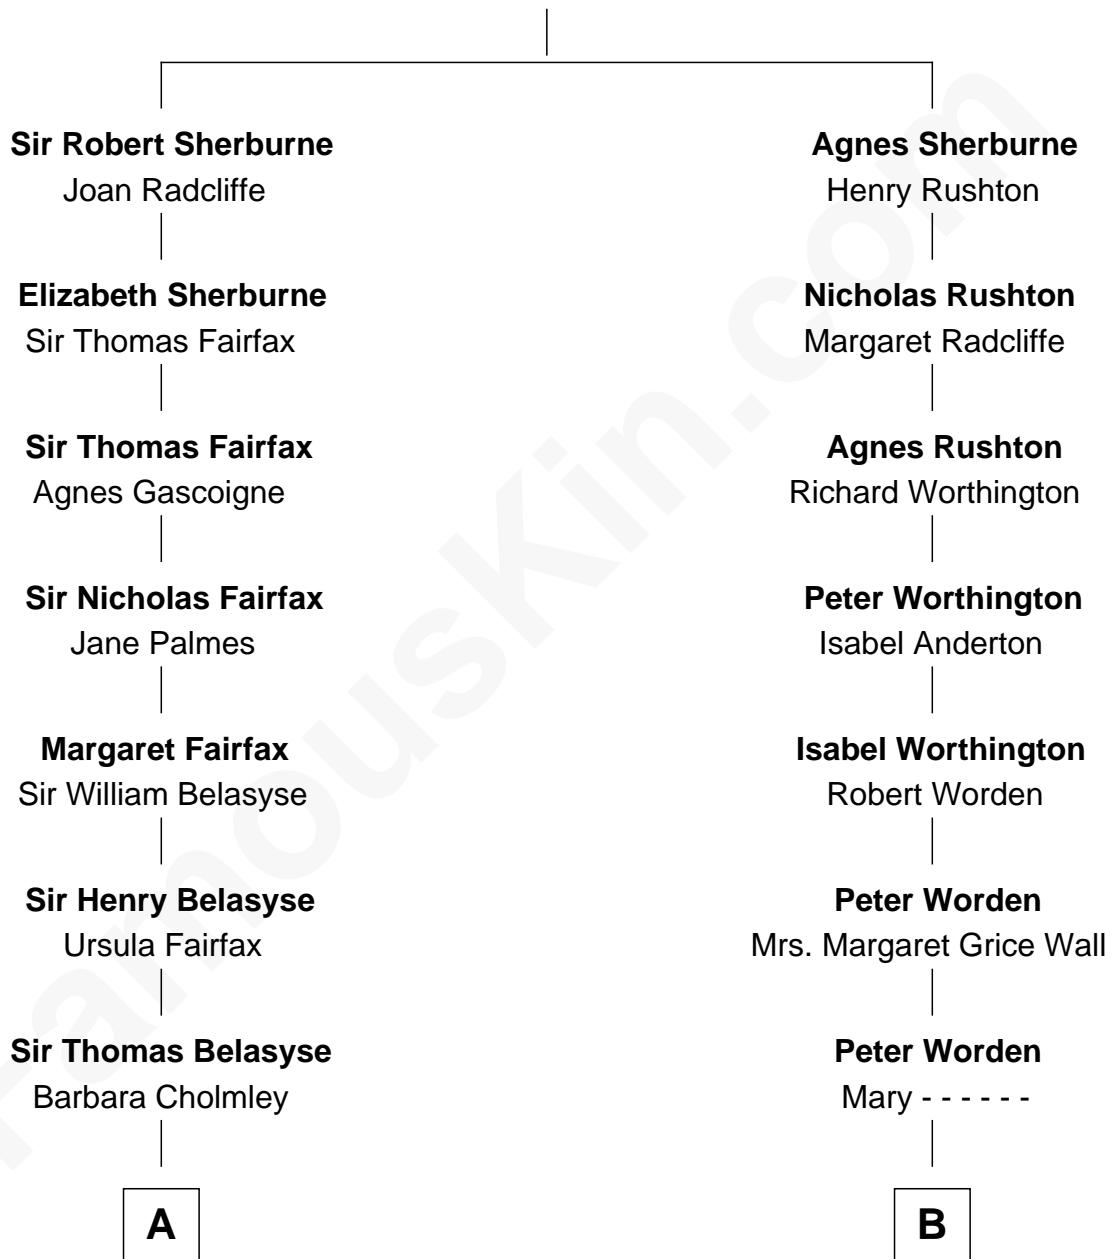 Sir Robert Sherburne
Joan Radcliffe
Elizabeth Sherburne
Sir Thomas Fairfax
Sir Thomas Fairfax
Agnes Gascoigne
Sir Nicholas Fairfax
Jane Palmes
Margaret Fairfax
Sir William Belasyse
Sir Henry Belasyse
Ursula Fairfax
Sir Thomas Belasyse
Barbara Cholmley
A
Agnes Sherburne
Henry Rushton
Nicholas Rushton
Margaret Radcliffe
Agnes Rushton
Richard Worthington
Peter Worthington
Isabel Anderton
Isabel Worthington
Robert Worden
Peter Worden
Mrs. Margaret Grice Wall
Peter Worden
Mary - - - - - -
B
FamousKin.com